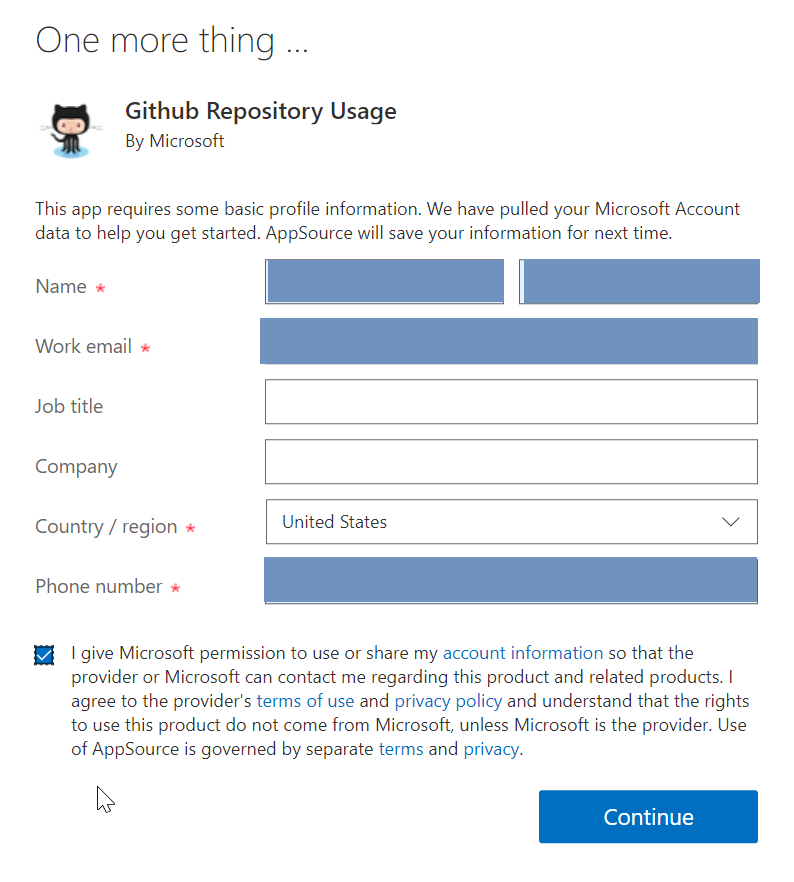 One more thing ...
Github Repository Usage
By Microsoft
This app requires some basic profile information. We have pulled your Microsoft Account
data to help you get started. AppSource will save your information for next time.
Name *
Work email *
Job title
Company
Country / region * United States
Phone number *
I give Microsoft permission to use or share my account information so that the
provider or Microsoft can contact me regarding this product and related products. I
agree to the provider's terms of use and privacy policy and understand that the rights
to use this product do not come from Microsoft, unless Microsoft is the provider. Use
of AppSource is governed by separate terms and privacy.
Continue